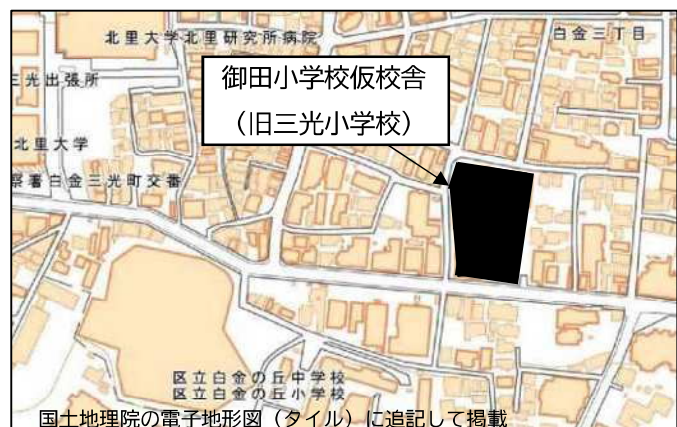 北里大学北里研究所病院
白金三丁目
三光出張所
御田小学校仮校舎
（旧三光小学校）
北里大学
察署白金三光町交番
区立白金の丘中学校
区立白金の丘小学校
国土地理院の電子地形図（タイル）に追記して掲載